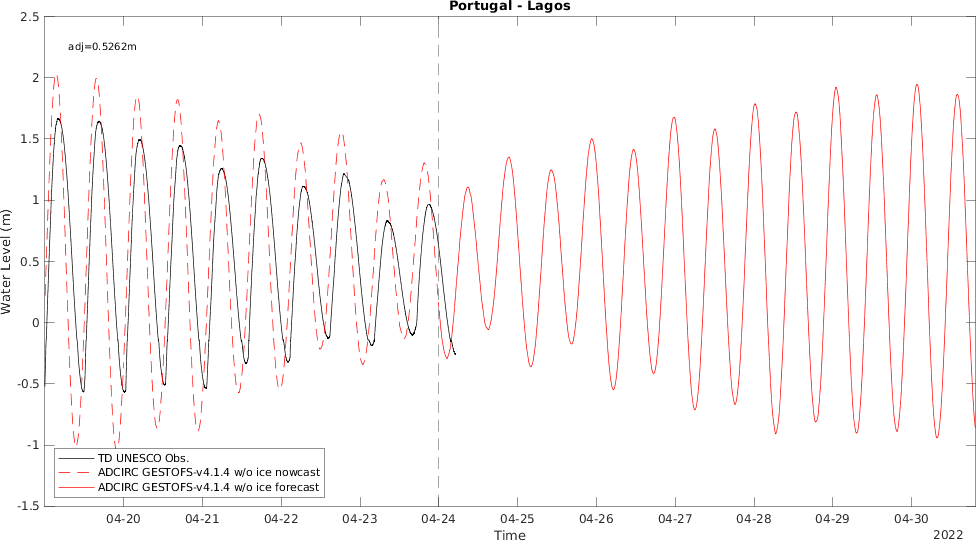 Portugal - Lagos
2.5
2
1.5
1
0.5
0
-0.5
-1
-1.5
Water Level (m)
adj=0.5262m
TD UNESCO Obs.
ADCIRC GESTOFS-v4.1.4 w/o ice nowcast
ADCIRC GESTOFS-v4.1.4 w/o ice forecast
04-20 04-21 04-22 04-23 04-24 04-25 04-26 04-27 04-28 04-29 04-30
Time
2022